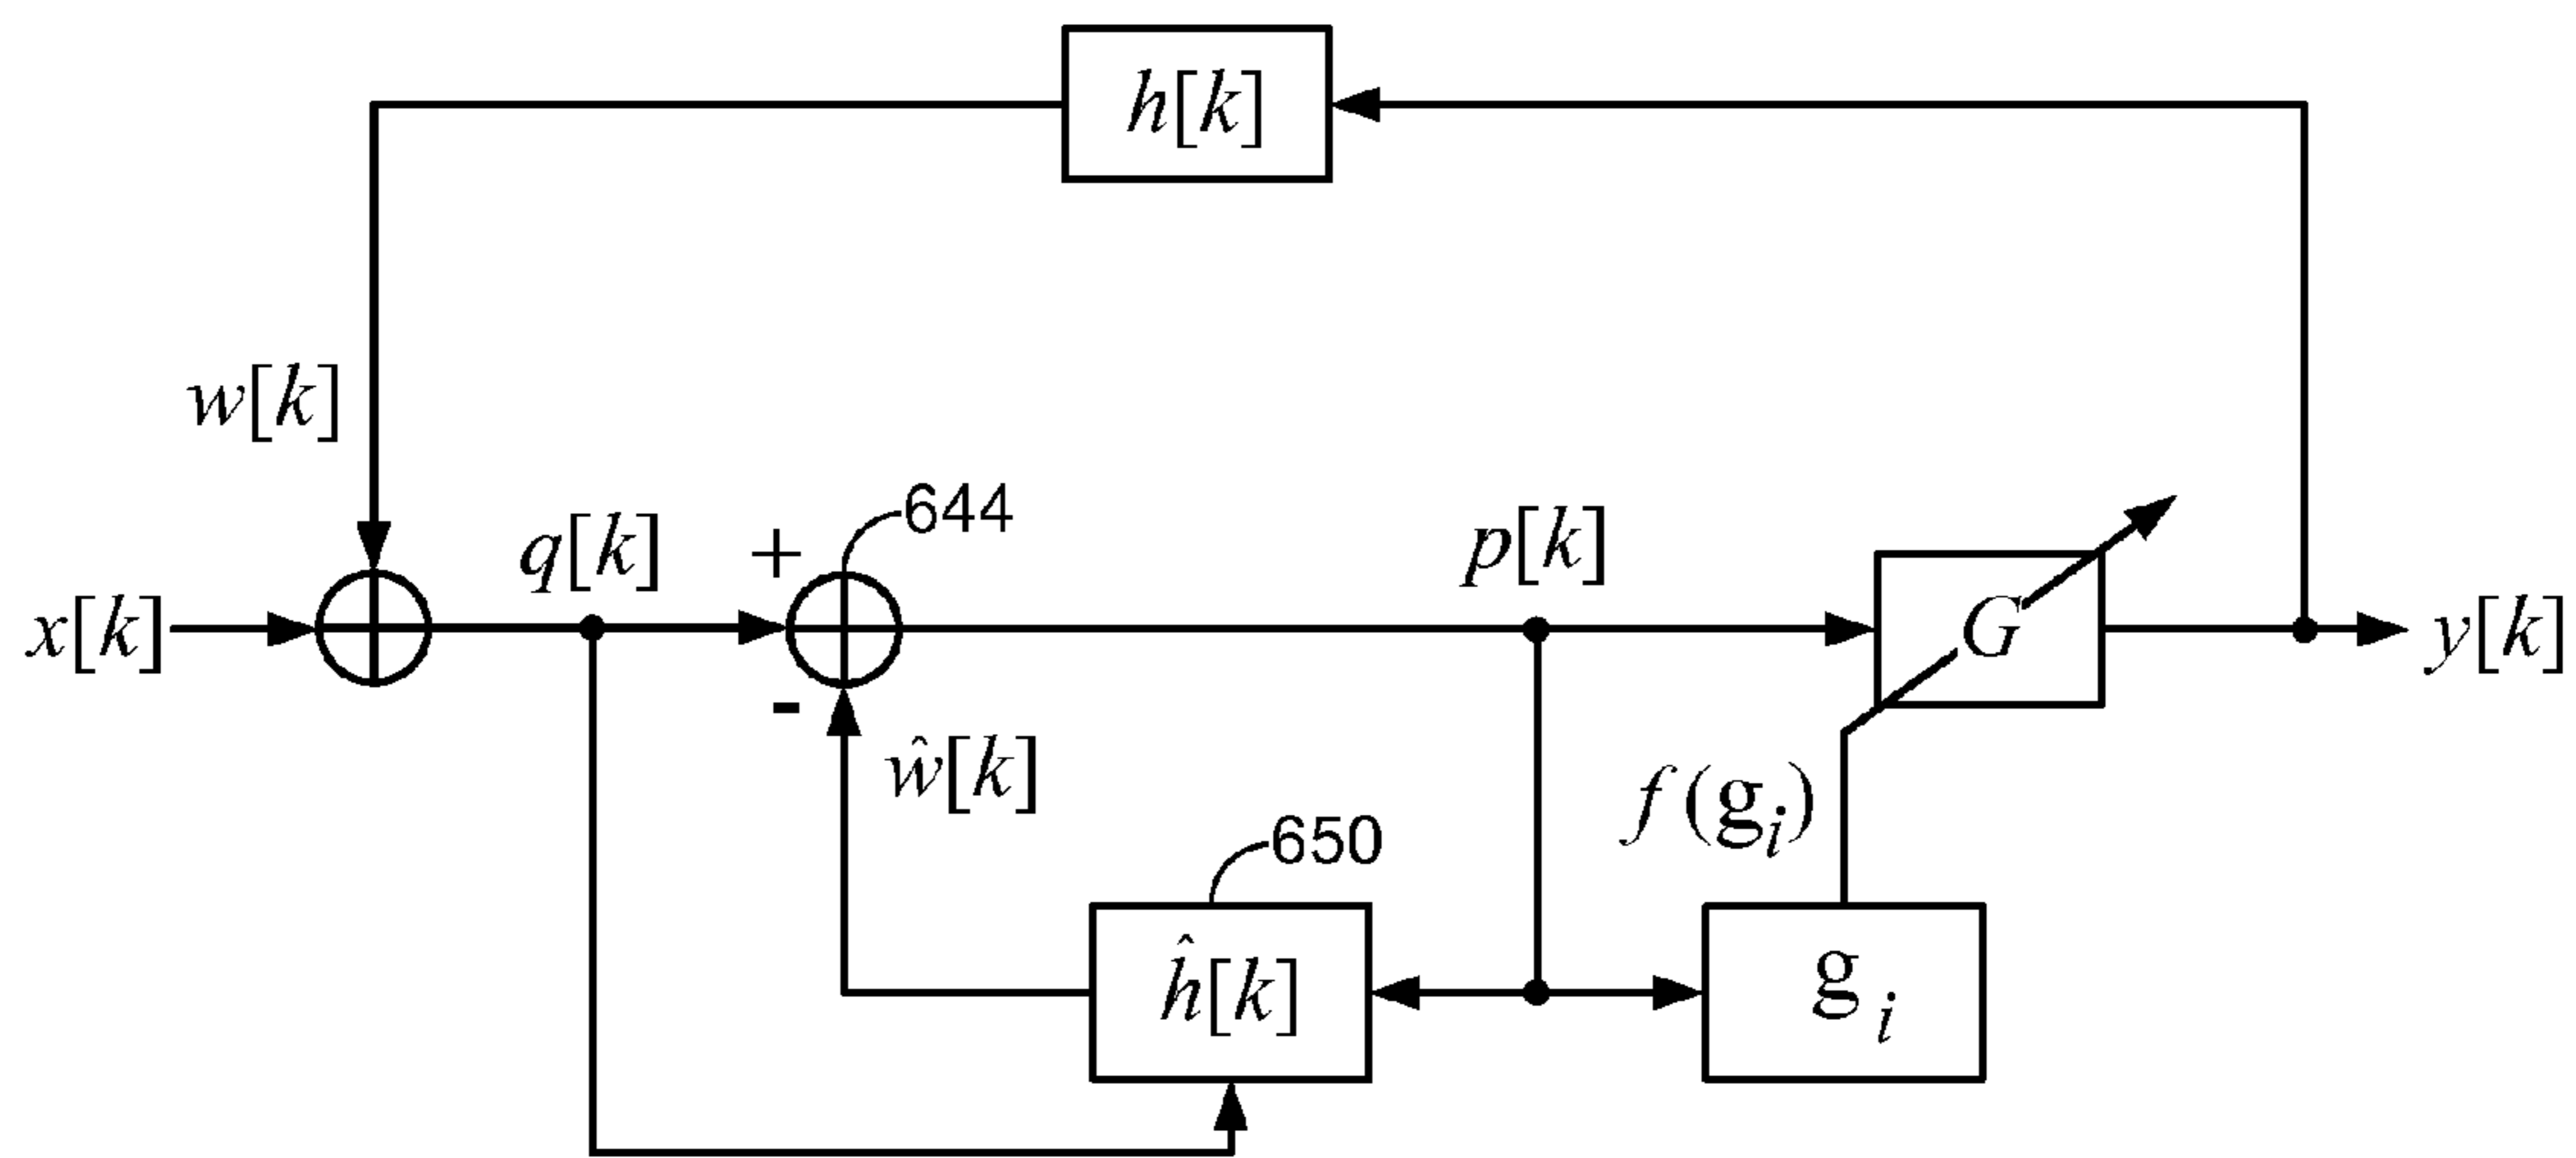 h[k]
w[k]
644
q[k]
+
p[k]
x[k]
G
y[k]
-
ŵ[k]
f(gᵢ)
650
ĥ[k]
gᵢ